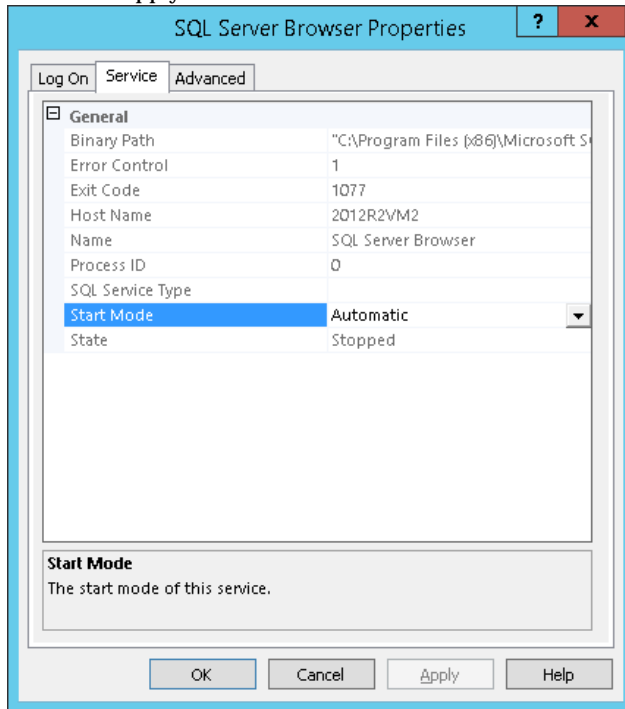 SQL Server Browser Properties ? x
Log On Service Advanced
General
Binary Path "C:\Program Files (x86)\Microsoft S
Error Control 1
Exit Code 1077
Host Name 2012R2VM2
Name SQL Server Browser
Process ID 0
SQL Service Type
Start Mode Automatic
State Stopped
Start Mode
The start mode of this service.
OK Cancel Apply Help